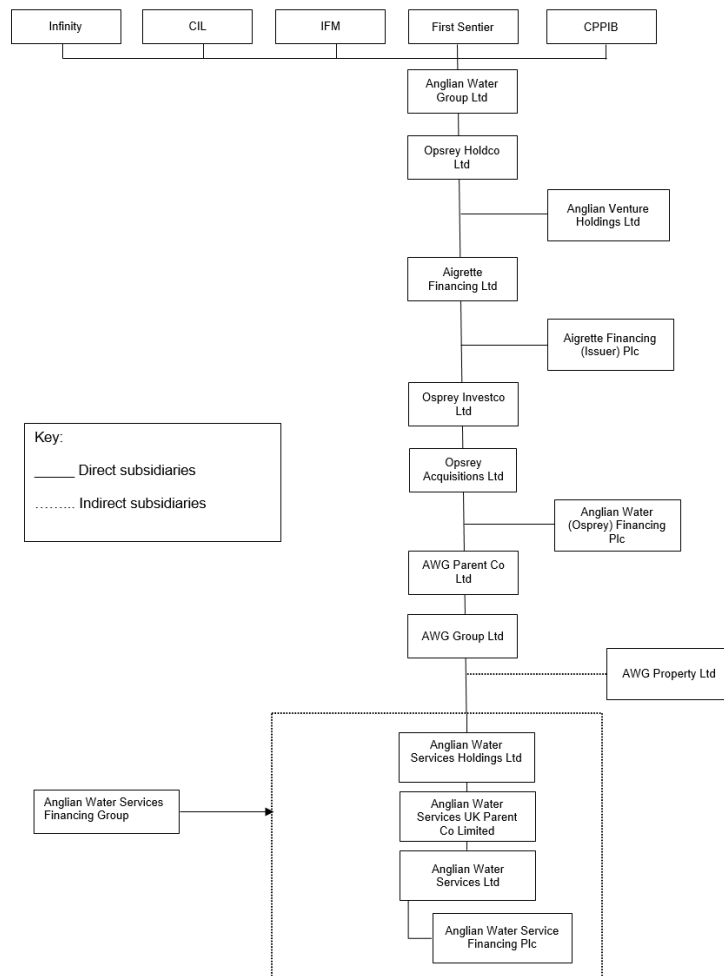 Infinity
CIL
IFM
First Sentier
CPPIB
Anglian Water
Group Ltd
Opsrey Holdco
Ltd
Anglian Venture
Holdings Ltd
Aigrette
Financing Ltd
Aigrette Financing
(Issuer) Plc
Osprey Investco
Ltd
Key:
_____ Direct subsidiaries
……... Indirect subsidiaries
Opsrey
Acquisitions Ltd
Anglian Water
(Osprey) Financing
Plc
AWG Parent Co
Ltd
AWG Group Ltd
AWG Property Ltd
Anglian Water
Services Holdings Ltd
Anglian Water Services
Financing Group
Anglian Water
Services UK Parent
Co Limited
Anglian Water
Services Ltd
Anglian Water Service
Financing Plc